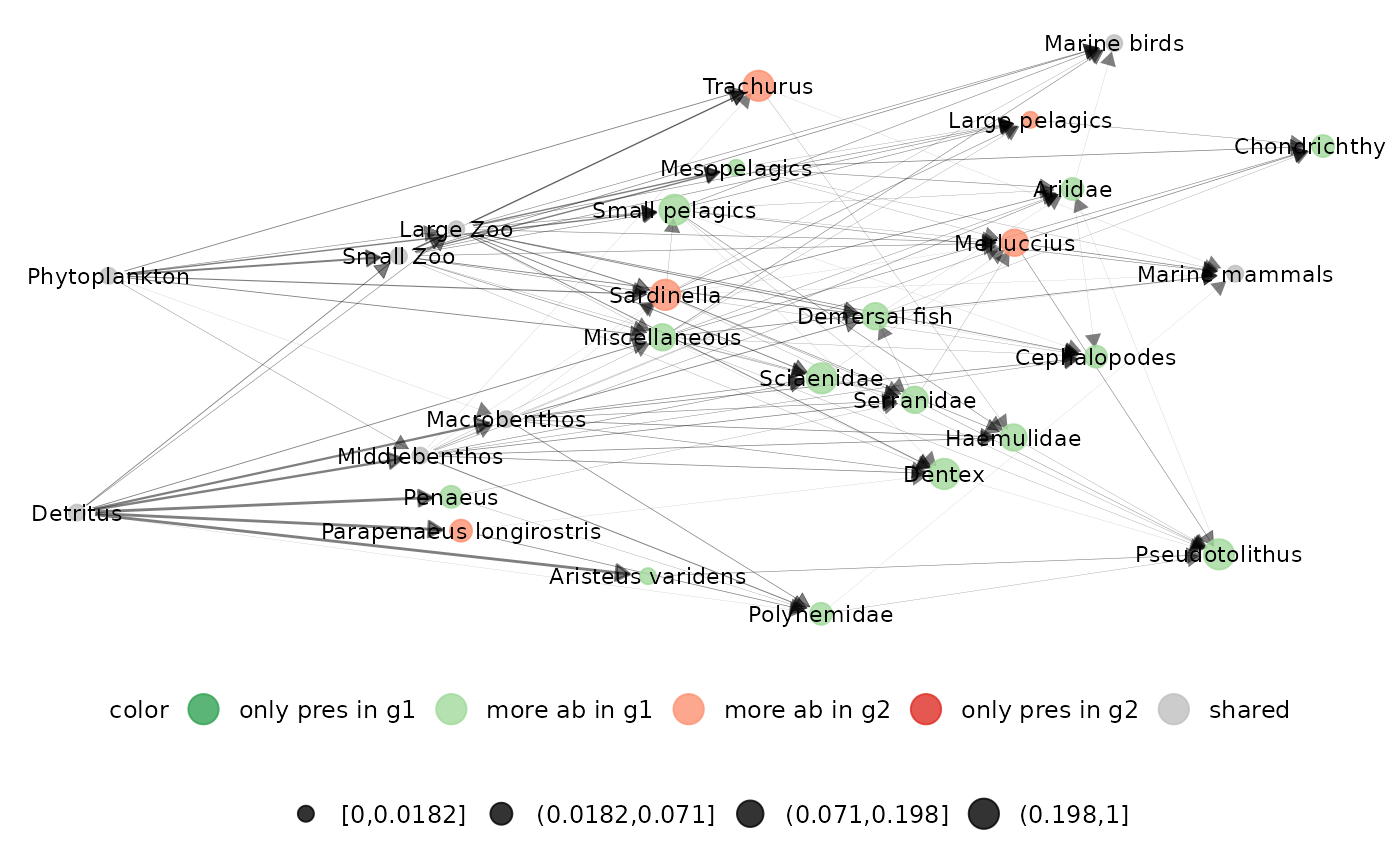 Marine birds
Trachurus
Large pelagics
Chondrichthy
Mesopelagics
Ariidae
Small pelagics
Large Zoo
Merluccius
Small Zoo
Phytoplankton
Marine mammals
Sardinella
Demersal fish
Miscellaneous
Cephalopodes
Sciaenidae
Serranidae
Macrobenthos
Haemulidae
Middlebenthos
Dentex
Penaeus
Detritus
Parapenaeus longirostris
Pseudotolithus
Aristeus varidens
Polynemidae
color only pres in g1 more ab in g1 more ab in g2 only pres in g2 shared
[0,0.0182] (0.0182,0.071] (0.071,0.198] (0.198,1]